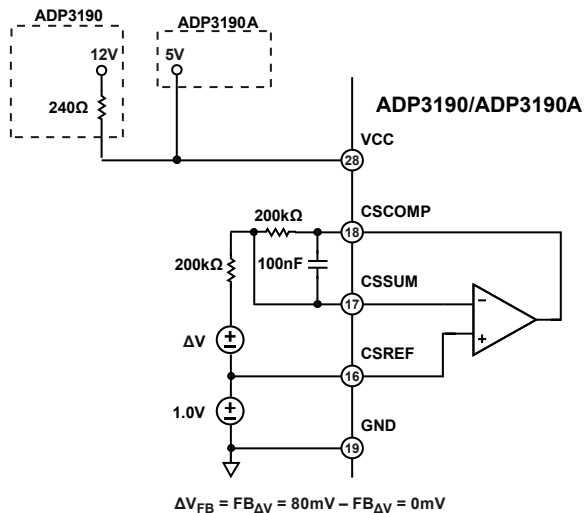 ADP3190
ADP3190A
12V
5V
240Ω
ADP3190/ADP3190A
VCC
28
200kΩ
CSCOMP
18
200kΩ
100nF
CSSUM
17
ΔV
CSREF
16
1.0V
GND
19
ΔVFB = FBΔV = 80mV – FBΔV = 0mV